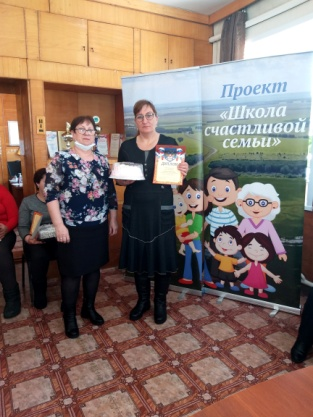 Проект
«Школа
счастливой
семьи»